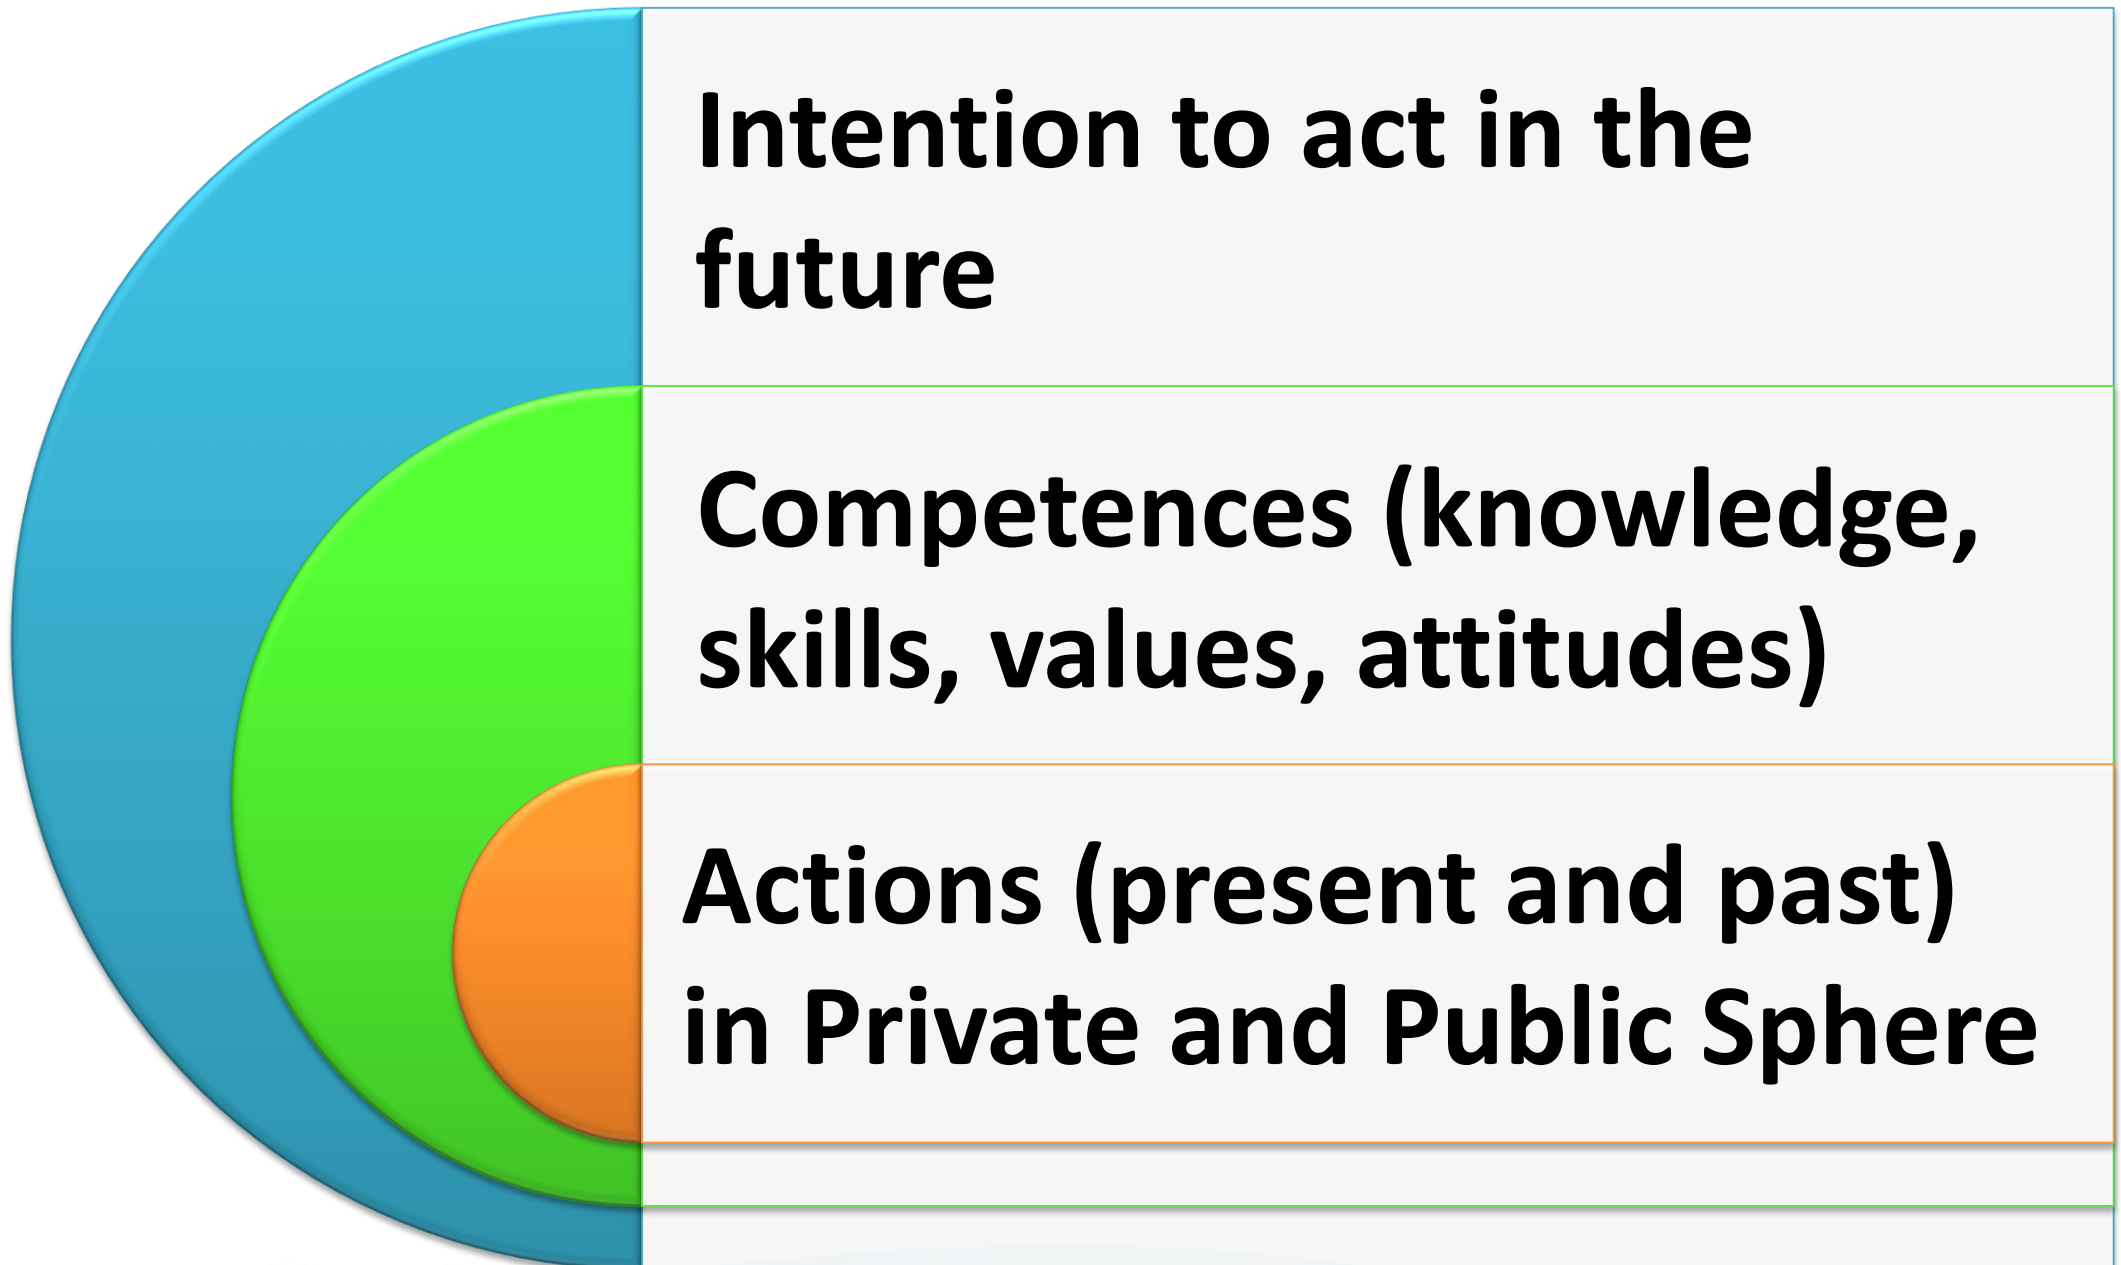 Intention to act in the
future
Competences (knowledge,
skills, values, attitudes)
Actions (present and past)
in Private and Public Sphere